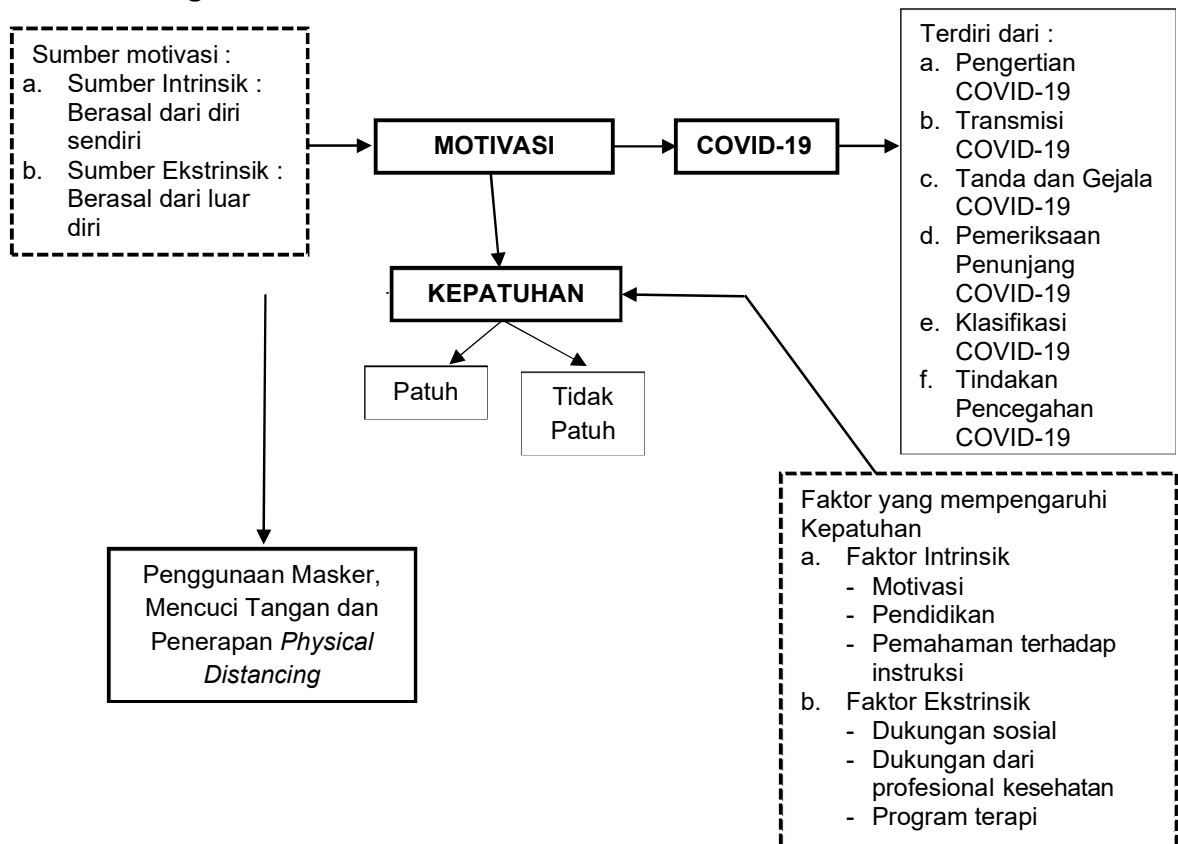 Sumber motivasi :
a. Sumber Intrinsik :
Berasal dari diri
sendiri
b. Sumber Ekstrinsik :
Berasal dari luar
diri
MOTIVASI
COVID-19
Terdiri dari :
a. Pengertian
COVID-19
b. Transmisi
COVID-19
c. Tanda dan Gejala
COVID-19
d. Pemeriksaan
Penunjang
COVID-19
e. Klasifikasi
COVID-19
f. Tindakan
Pencegahan
COVID-19
KEPATUHAN
Patuh
Tidak
Patuh
Penggunaan Masker,
Mencuci Tangan dan
Penerapan Physical
Distancing
Faktor yang mempengaruhi
Kepatuhan
a. Faktor Intrinsik
- Motivasi
- Pendidikan
- Pemahaman terhadap
instruksi
b. Faktor Ekstrinsik
- Dukungan sosial
- Dukungan dari
profesional kesehatan
- Program terapi